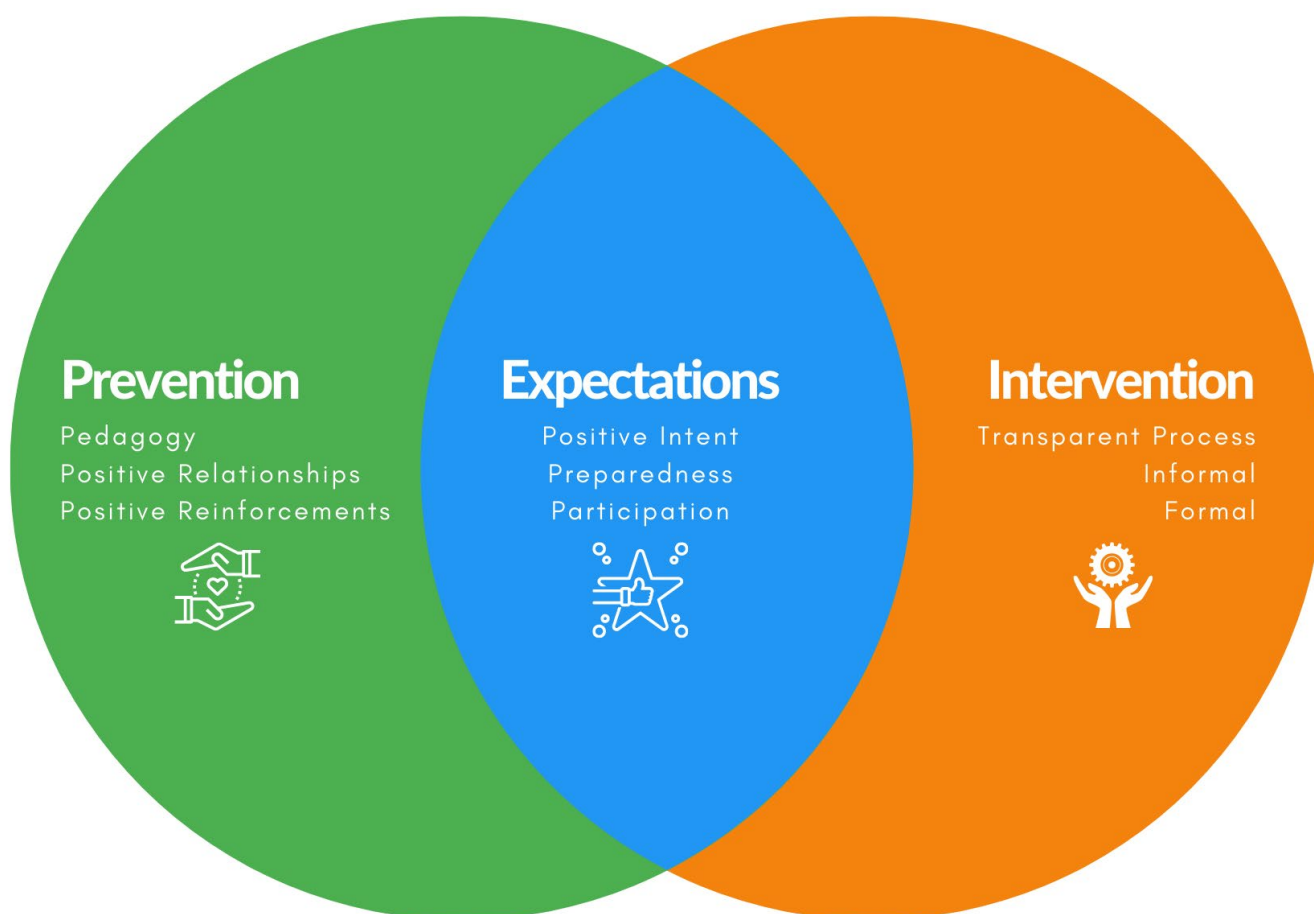 Prevention
Pedagogy
Positive Relationships
Positive Reinforcements
Expectations
Positive Intent
Preparedness
Participation
Intervention
Transparent Process
Informal
Formal